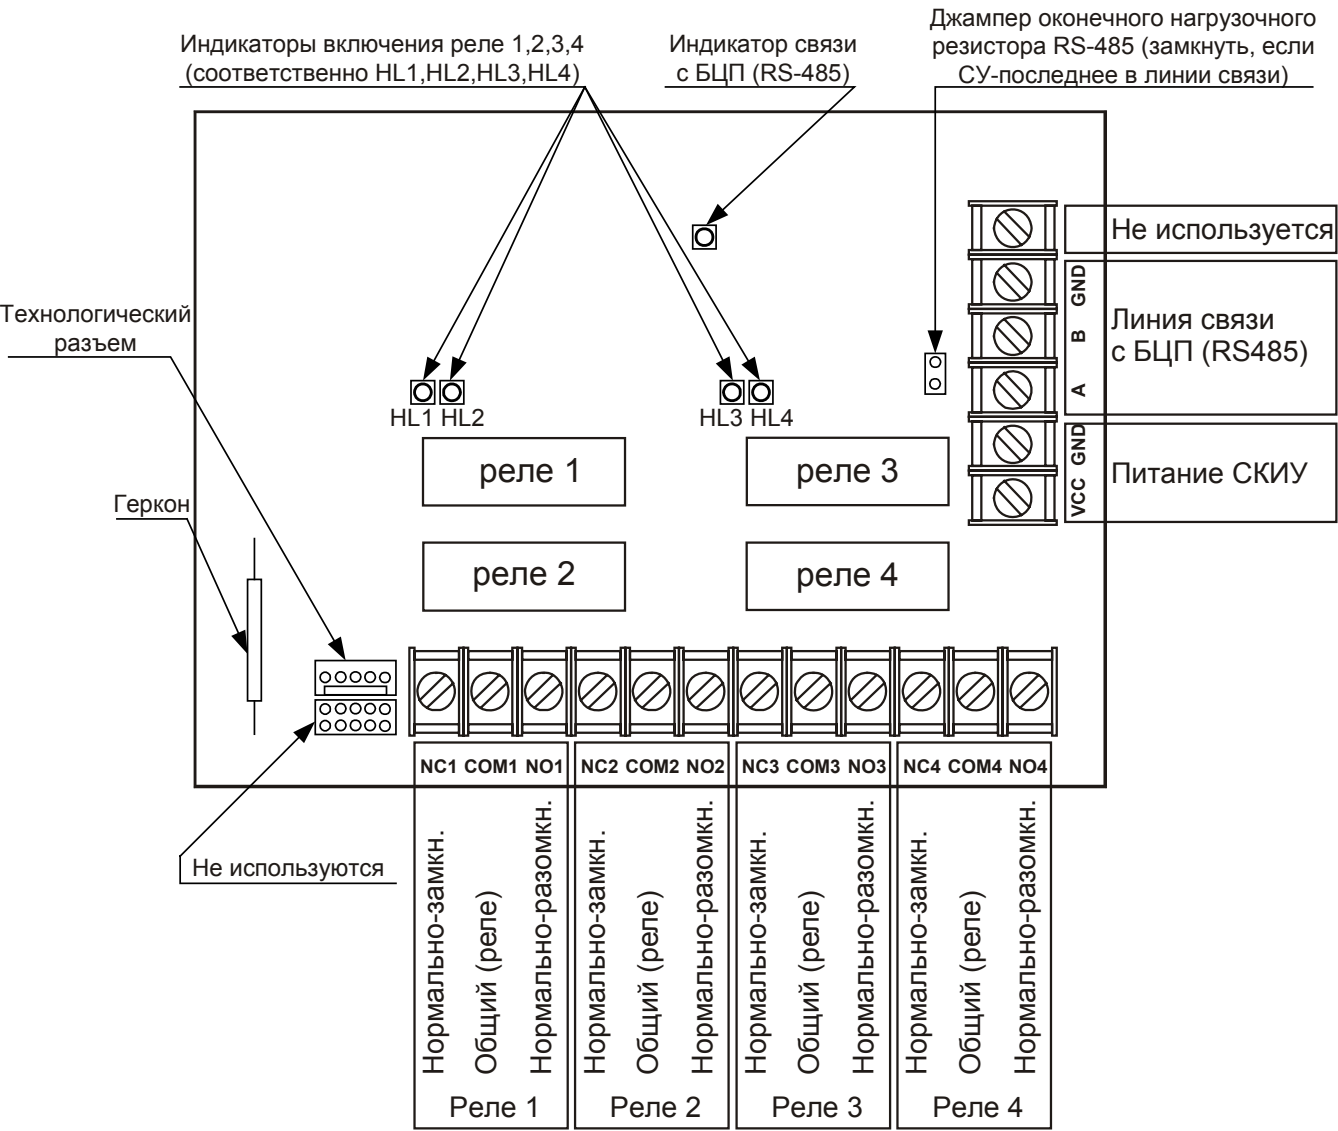 Индикаторы включения реле 1,2,3,4
(соответственно HL1,HL2,HL3,HL4)
Индикатор связи
с БЦП (RS-485)
Джампер оконечного нагрузочного
резистора RS-485 (замкнуть, если
СУ-последнее в линии связи)
Не используется
GND
B
A
Линия связи
с БЦП (RS485)
GND
VCC
Питание СКИУ
Технологический
разъем
HL1 HL2
HL3 HL4
реле 1
реле 3
Геркон
реле 2
реле 4
NC1 COM1 NO1
NC2 COM2 NO2
NC3 COM3 NO3
NC4 COM4 NO4
Не используются
Нормально-замкн.
Общий (реле)
Нормально-разомкн.
Нормально-замкн.
Общий (реле)
Нормально-разомкн.
Нормально-замкн.
Общий (реле)
Нормально-разомкн.
Нормально-замкн.
Общий (реле)
Нормально-разомкн.
Реле 1
Реле 2
Реле 3
Реле 4